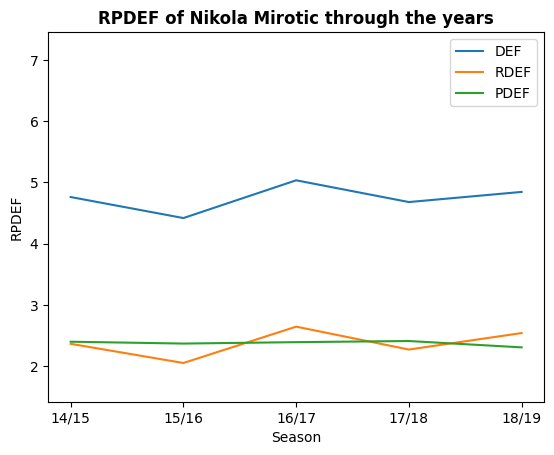 RPDEF of Nikola Mirotic through the years
DEF
RDEF
PDEF
7
6
5
4
3
2
RPDEF
14/15 15/16 16/17 17/18 18/19
Season